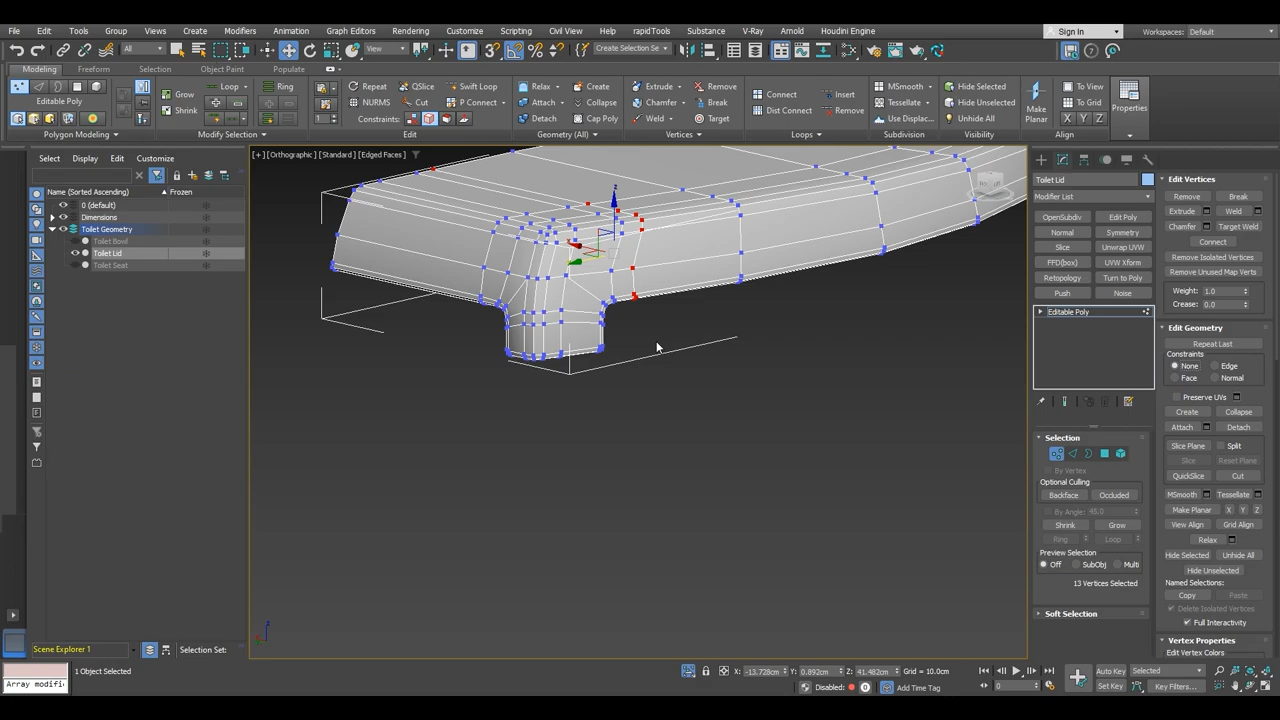 File Edit Tools Group Views Create Modifiers Animation Graph Editors Rendering Customize Scripting Civil View rapidTools Substance V-Ray Arnold Houdini Engine Sign In Workspaces: Default
All View Create Selection Se
Modeling Freeform Selection Object Paint Populate
Editable Poly
Grow Loop Ring Repeat QSlice Swift Loop Relax Create Extrude Remove Connect Insert MSmooth Hide Selected To View
Shrink NURMS Cut P Connect Attach Collapse Chamfer Break Dist Connect Remove Tessellate Hide Unselected To Grid
1 Constraints: Detach Cap Poly Weld Target Use Displac... Unhide All X Y Z
Make Planar Properties
Polygon Modeling Modify Selection Edit Geometry (All) Vertices Loops Subdivision Visibility Align
Select Display Edit Customize
Name (Sorted Ascending) Frozen
0 (default)
Dimensions
Toilet Geometry
Toilet Bowl
Toilet Lid
Toilet Seat
[+] [Orthographic] [Standard] [Edged Faces]
z
Toilet Lid
Modifier List
OpenSubdiv Edit Poly
Normal Symmetry
Slice Unwrap UVW
FFD(box) UVW Xform
Retopology Turn to Poly
Push Noise
Editable Poly
Selection
By Vertex
Optional Culling
Backface Occluded
By Angle: 45.0
Shrink Grow
Ring Loop
Preview Selection
Off SubObj Multi
13 Vertices Selected
Soft Selection
Edit Vertices
Remove Break
Extrude Weld
Chamfer Target Weld
Connect
Remove Isolated Vertices
Remove Unused Map Verts
Weight: 1.0
Crease: 0.0
Edit Geometry
Repeat Last
Constraints
None Edge
Face Normal
Preserve UVs
Create Collapse
Attach Detach
Slice Plane Split
Slice Reset Plane
QuickSlice Cut
MSmooth Tessellate
Make Planar X Y Z
View Align Grid Align
Relax
Hide Selected Unhide All
Hide Unselected
Named Selections:
Copy Paste
Delete Isolated Vertices
Full Interactivity
Vertex Properties
Edit Vertex Colors
Scene Explorer 1 Selection Set:
1 Object Selected
Array modifi
X: -13.728cm Y: 0.892cm Z: 41.482cm Grid = 10.0cm
Disabled: Add Time Tag
0
Auto Key Selected
Set Key Key Filters...